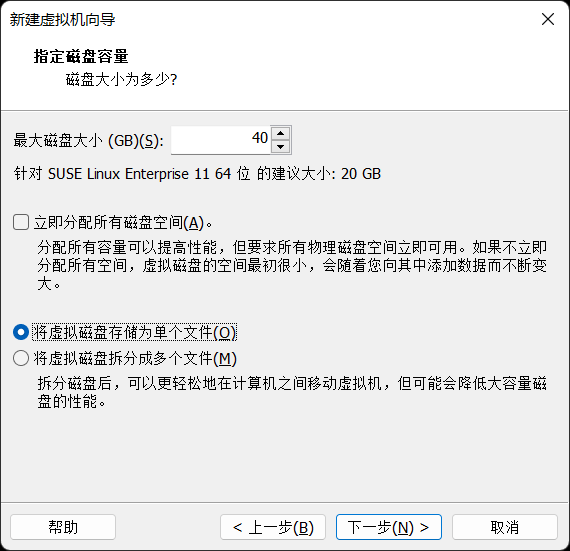 新建虚拟机向导
指定磁盘容量
磁盘大小为多少?
最大磁盘大小 (GB)(S): 40
针对 SUSE Linux Enterprise 11 64 位 的建议大小: 20 GB
立即分配所有磁盘空间(A)。
分配所有容量可以提高性能，但要求所有物理磁盘空间立即可用。如果不立即
分配所有空间，虚拟磁盘的空间最初很小，会随着您向其中添加数据而不断变
大。
将虚拟磁盘存储为单个文件(O)
将虚拟磁盘拆分成多个文件(M)
拆分磁盘后，可以更轻松地在计算机之间移动虚拟机，但可能会降低大容量磁
盘的性能。
帮助 < 上一步(B) 下一步(N) > 取消